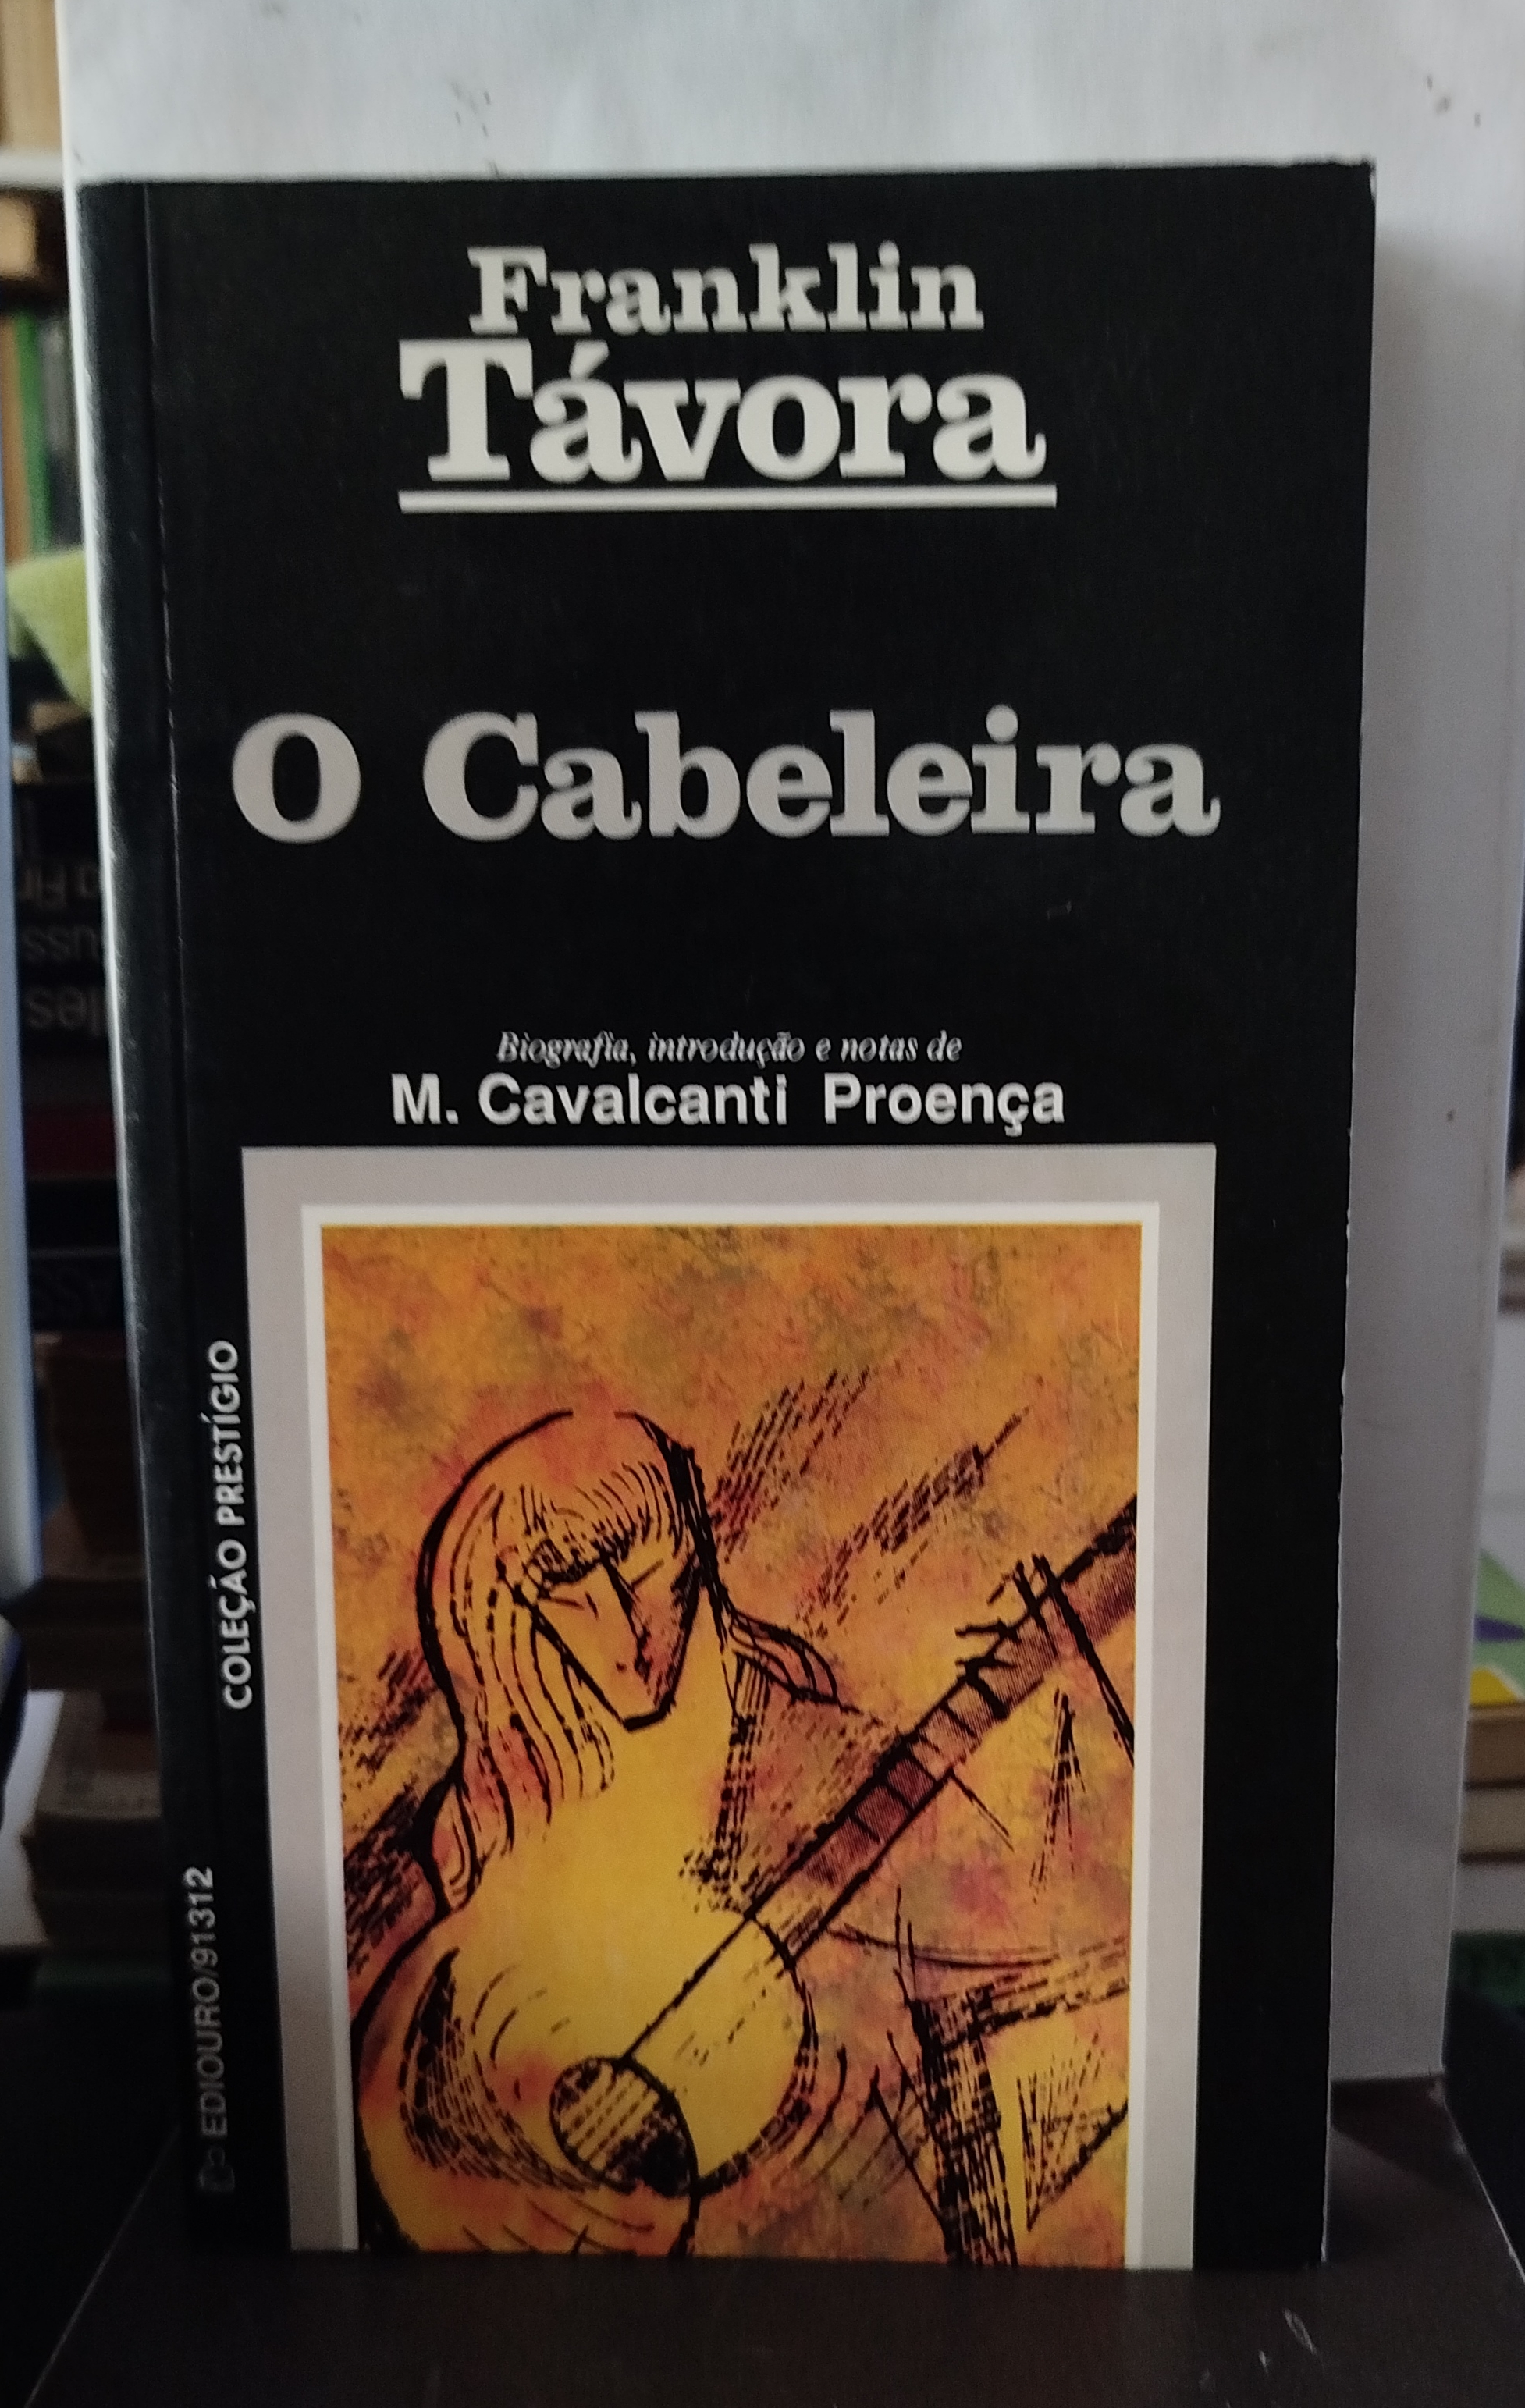 Franklin
Távora
O Cabeleira
Biografia, introdução e notas de
M. Cavalcanti Proença
COLEÇÃO PRESTÍGIO
EDIOURO/91312